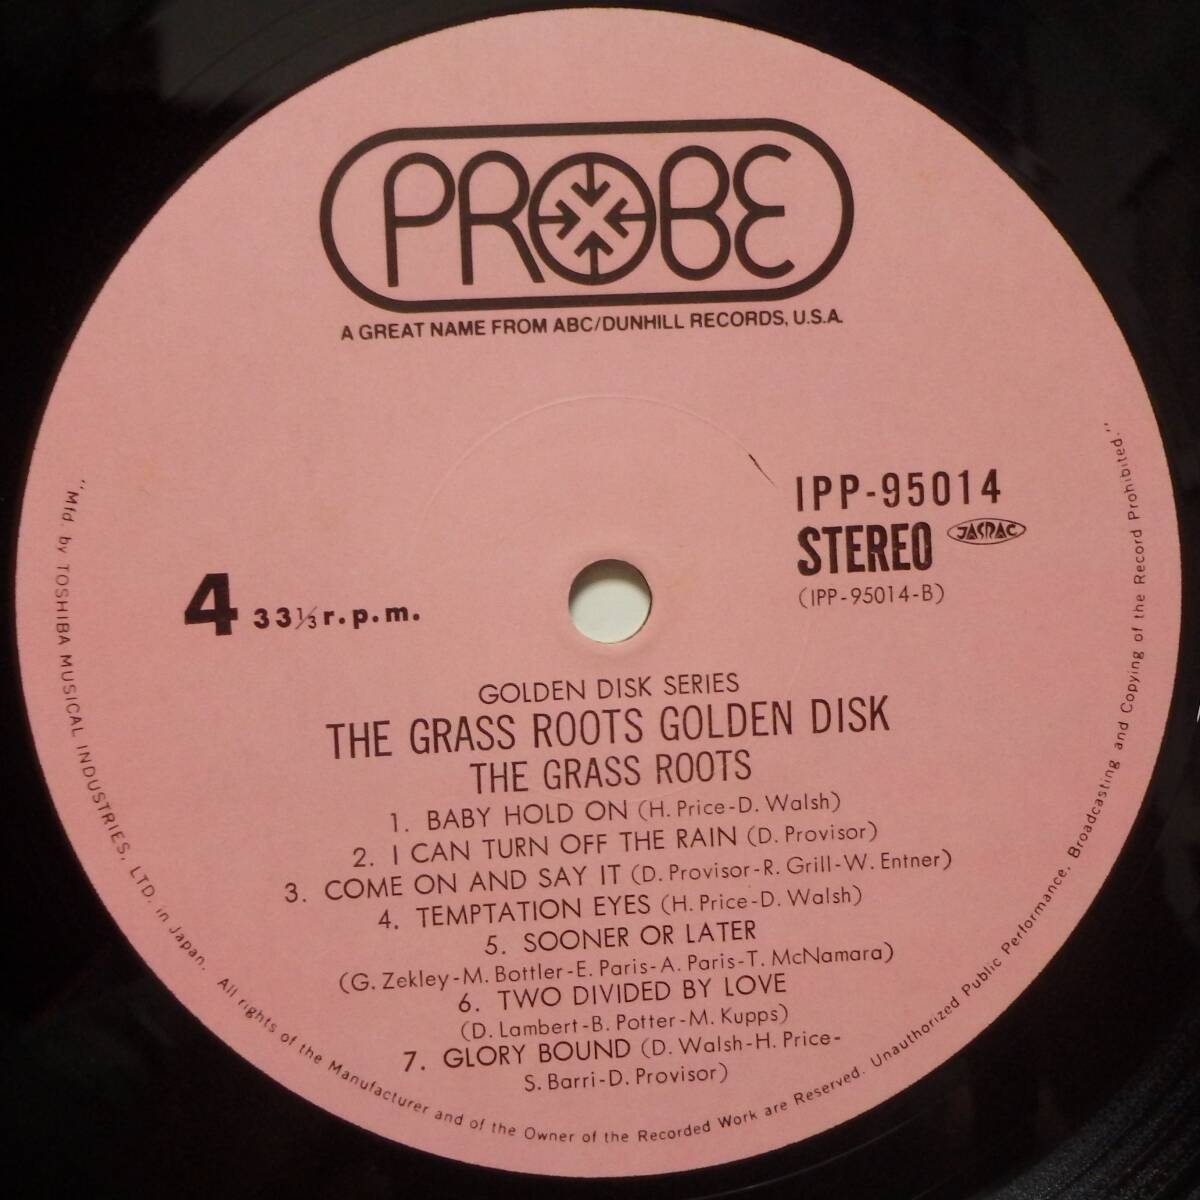 PROBE
A GREAT NAME FROM ABC/DUNHILL RECORDS, U.S.A.
IPP-95014
STEREO JASRAC
(IPP-95014-B)
4 33⅓ r.p.m.
GOLDEN DISK SERIES
THE GRASS ROOTS GOLDEN DISK
THE GRASS ROOTS
1. BABY HOLD ON (H. Price-D. Walsh)
2. I CAN TURN OFF THE RAIN (D. Provisor)
3. COME ON AND SAY IT (D. Provisor-R. Grill-W. Entner)
4. TEMPTATION EYES (H. Price-D. Walsh)
5. SOONER OR LATER
(G. Zekley-M. Bottler-E. Paris-A. Paris-T. McNamara)
6. TWO DIVIDED BY LOVE
(D. Lambert-B. Potter-M. Kupps)
7. GLORY BOUND (D. Walsh-H. Price-
S. Barri-D. Provisor)
"Mfd. by TOSHIBA MUSICAL INDUSTRIES, LTD. in Japan. All rights of the Manufacturer and of the Owner of the Recorded Work are Reserved. Unauthorized Public Performance, Broadcasting and Copying of the Record Prohibited."